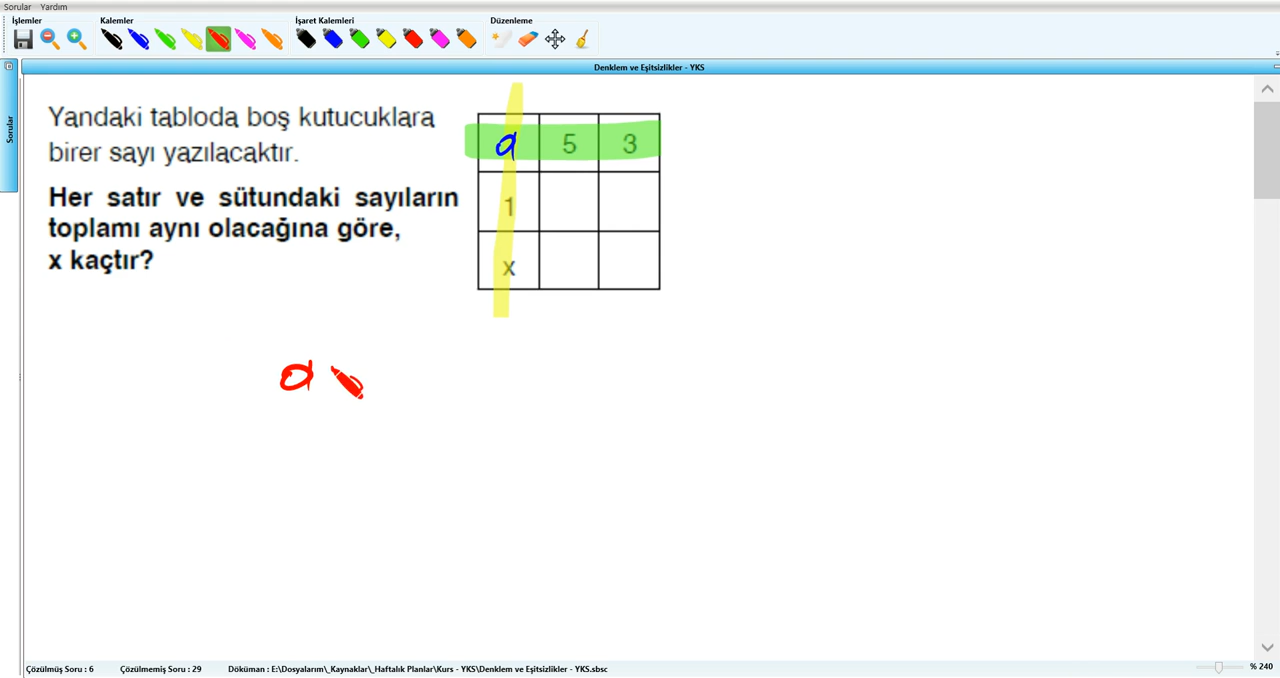 Sorular Yardım
İşlemler Kalemler İşaret Kalemleri Düzenleme
Denklem ve Eşitsizlikler - YKS
Sorular
Yandaki tabloda boş kutucuklara
birer sayı yazılacaktır.
Her satır ve sütundaki sayıların
toplamı aynı olacağına göre,
x kaçtır?
a 5 3
1
x
a
Çözülmüş Soru : 6 Çözülmemiş Soru : 29 Döküman : E:\Dosyalarım\_Kaynaklar\_Haftalık Planlar\Kurs - YKS\Denklem ve Eşitsizlikler - YKS.sbsc % 240